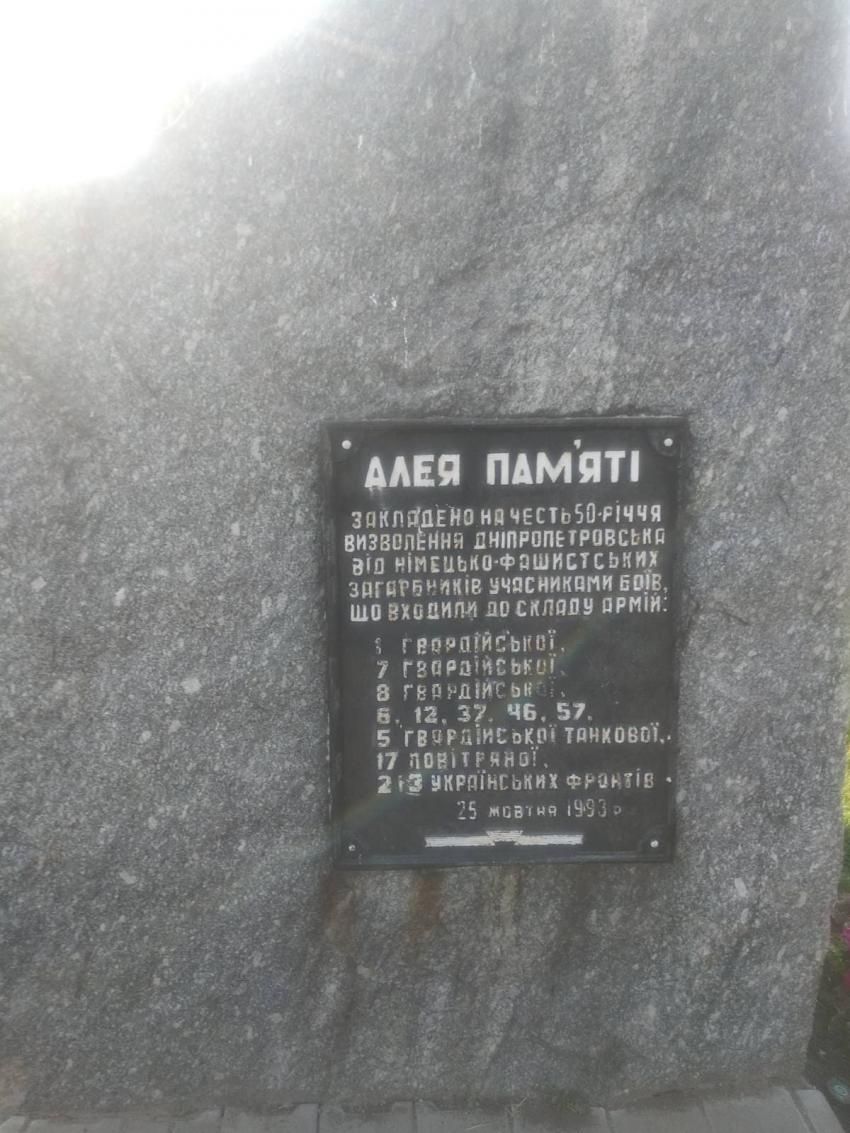 АЛЕЯ ПАМ'ЯТІ
ЗАКЛАДЕНО НА ЧЕСТЬ 50-РІЧЧЯ
ВИЗВОЛЕННЯ ДНІПРОПЕТРОВСЬКА
ВІД НІМЕЦЬКО-ФАШИСТСЬКИХ
ЗАГАРБНИКІВ УЧАСНИКАМИ БОЇВ,
ЩО ВХОДИЛИ ДО СКЛАДУ АРМІЙ:
1 ГВАРДІЙСЬКОЇ,
7 ГВАРДІЙСЬКОЇ,
8 ГВАРДІЙСЬКОЇ,
6, 12, 37, 46, 57,
5 ГВАРДІЙСЬКОЇ ТАНКОВОЇ,
17 ПОВІТРЯНОЇ,
2 і 3 УКРАЇНСЬКИХ ФРОНТІВ
25 ЖОВТНЯ 1993 р